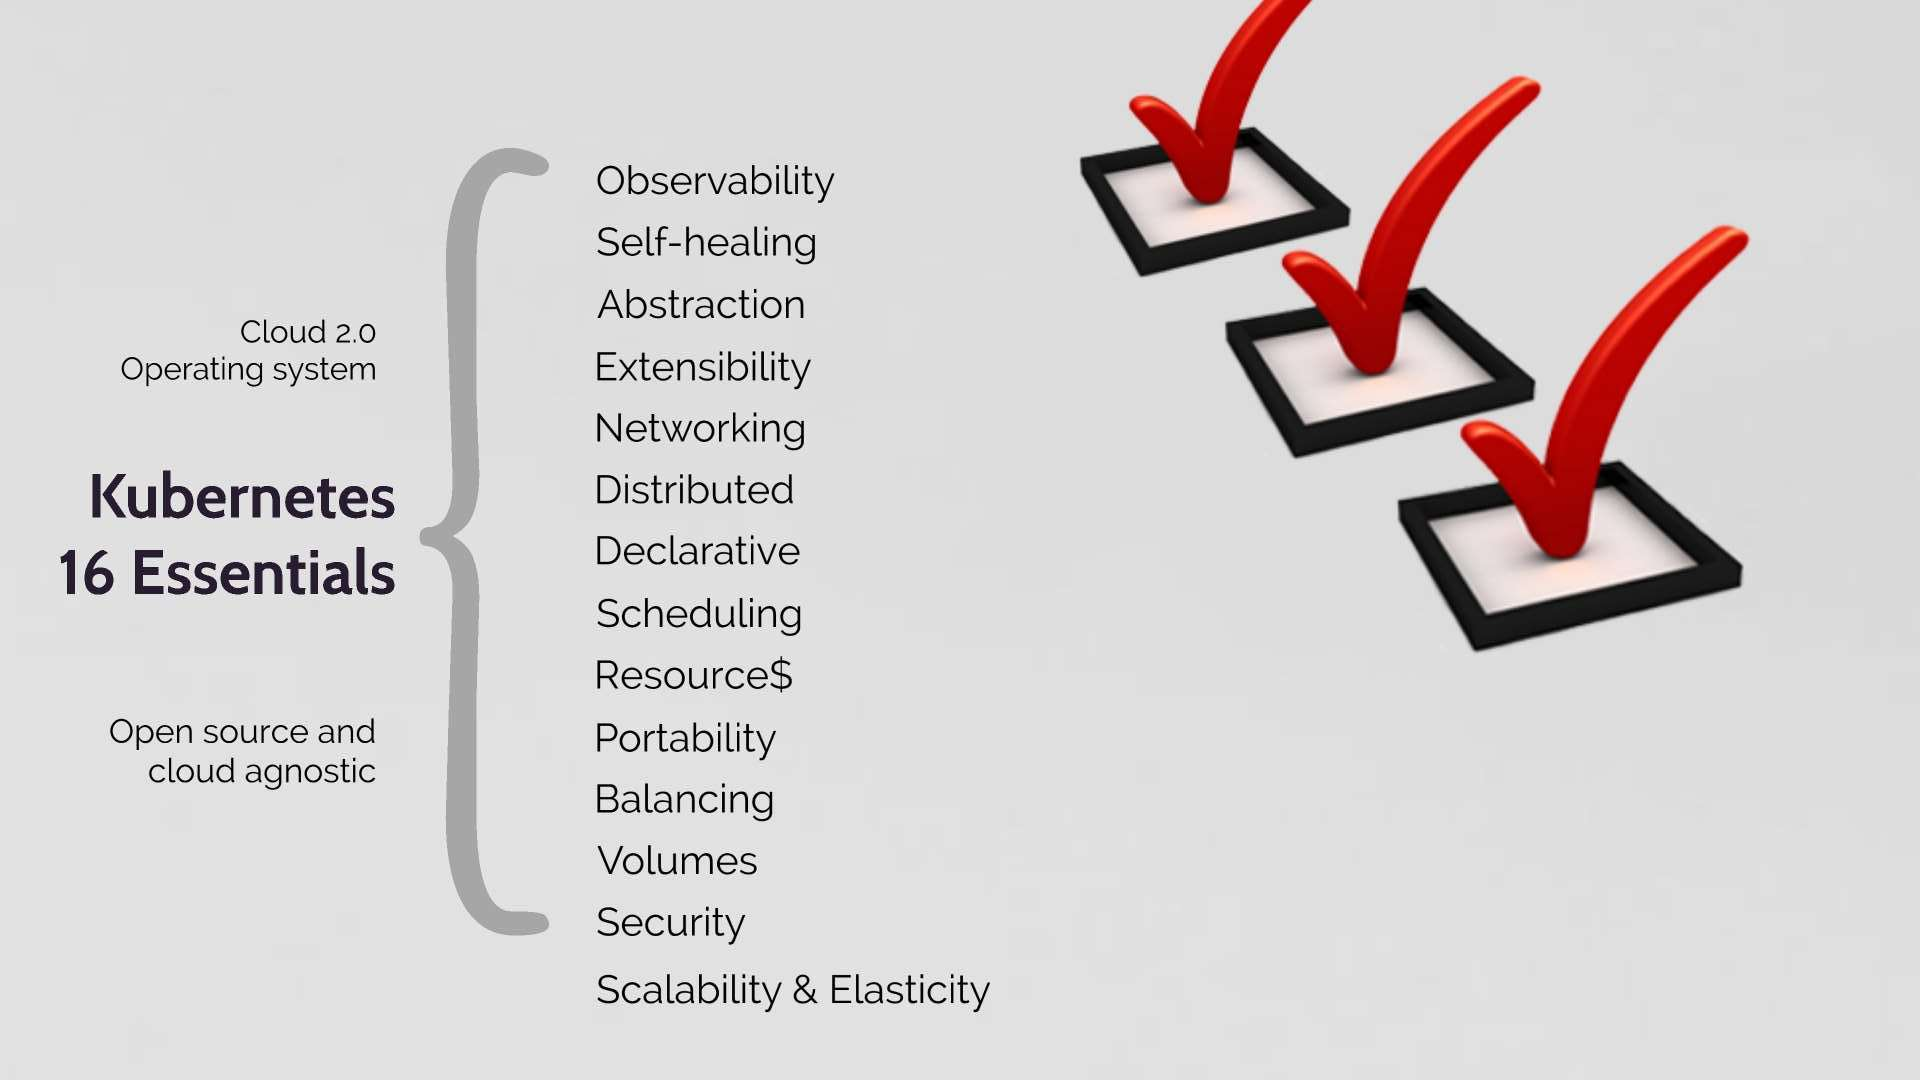 Cloud 2.0
Operating system
Kubernetes
16 Essentials
Open source and
cloud agnostic
Observability
Self-healing
Abstraction
Extensibility
Networking
Distributed
Declarative
Scheduling
Resource$
Portability
Balancing
Volumes
Security
Scalability & Elasticity